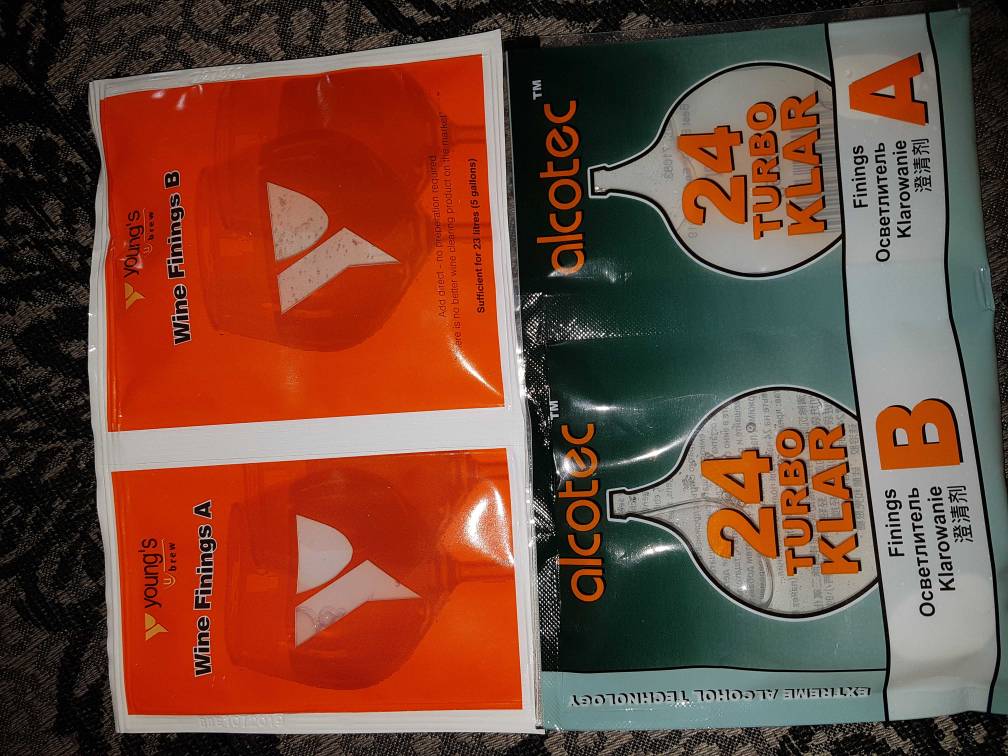 young's
brew
Wine Finings A
young's
brew
Wine Finings B
Add direct - no preparation required
ere is no better wine clearing product on the market
Sufficient for 23 litres (5 gallons)
alcotec™
24
TURBO
KLAR
B
Finings
Осветлитель
Klarowanie
澄清剂
alcotec™
24
TURBO
KLAR
A
Finings
Осветлитель
Klarowanie
澄清剂
EXTREME ALCOHOL TECHNOLOGY